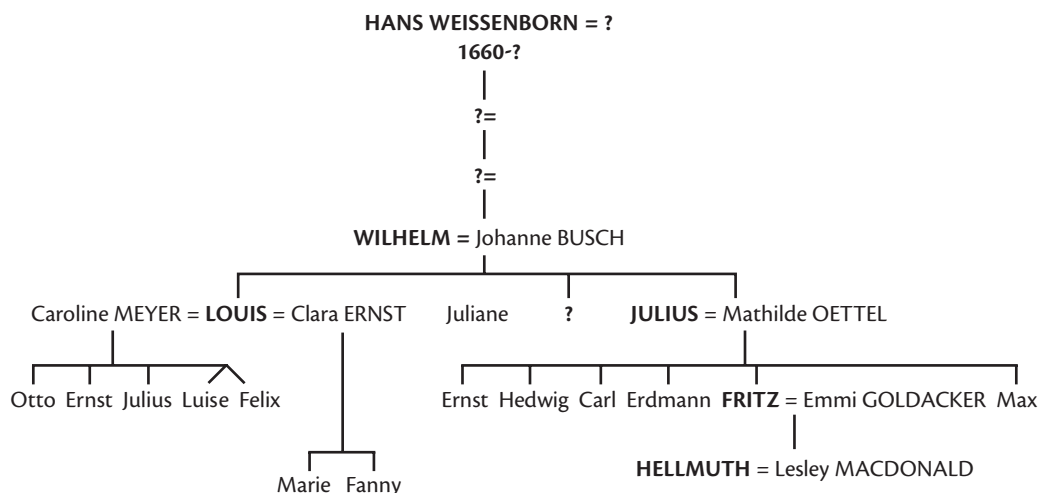 HANS WEISSENBORN = ?
1660-?
?=
?=
WILHELM = Johanne BUSCH
Caroline MEYER = LOUIS = Clara ERNST Juliane ? JULIUS = Mathilde OETTEL
Otto Ernst Julius Luise Felix Ernst Hedwig Carl Erdmann FRITZ = Emmi GOLDACKER Max
HELLMUTH = Lesley MACDONALD
Marie Fanny